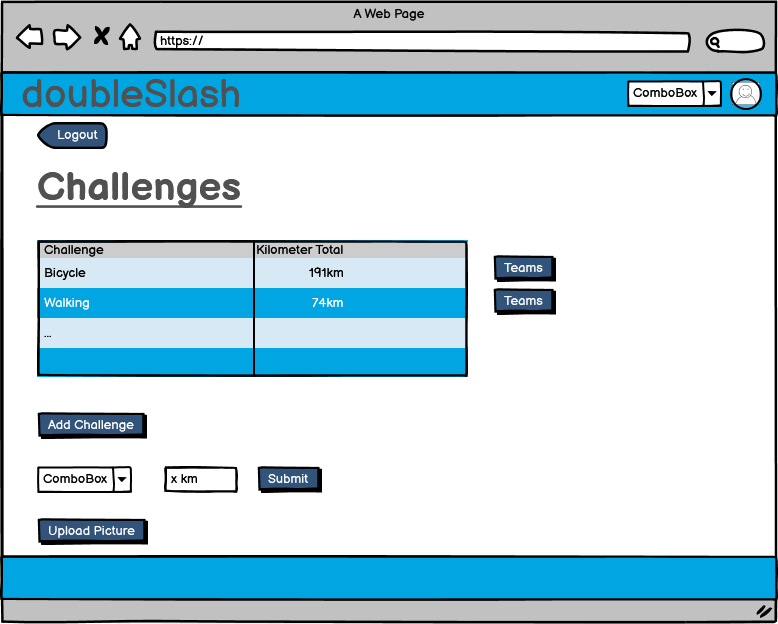 A Web Page
https://
doubleSlash
ComboBox
Logout
Challenges
Challenge Kilometer Total
Bicycle 191km
Teams
Walking 74km
Teams
...
Add Challenge
ComboBox x km Submit
Upload Picture